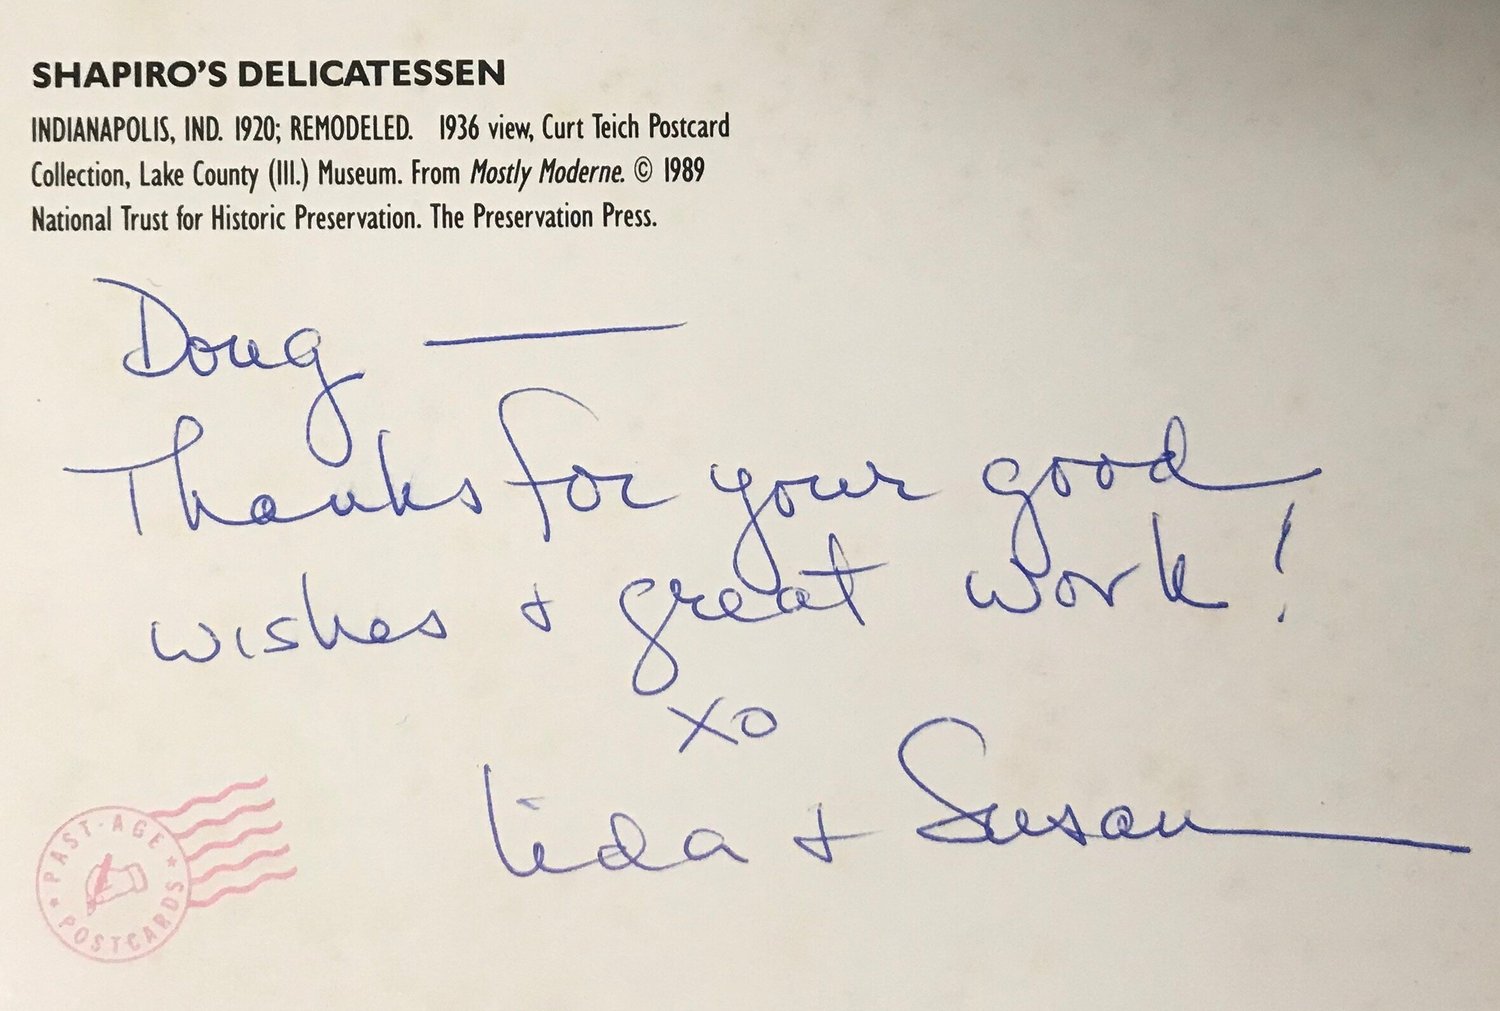 SHAPIRO'S DELICATESSEN
INDIANAPOLIS, IND. 1920; REMODELED. 1936 view, Curt Teich Postcard
Collection, Lake County (Ill.) Museum. From Mostly Moderne. © 1989
National Trust for Historic Preservation. The Preservation Press.
Doug —
Thanks for your good
wishes + great work!
XO
+ Susan
PAST-AGE
POSTCARDS